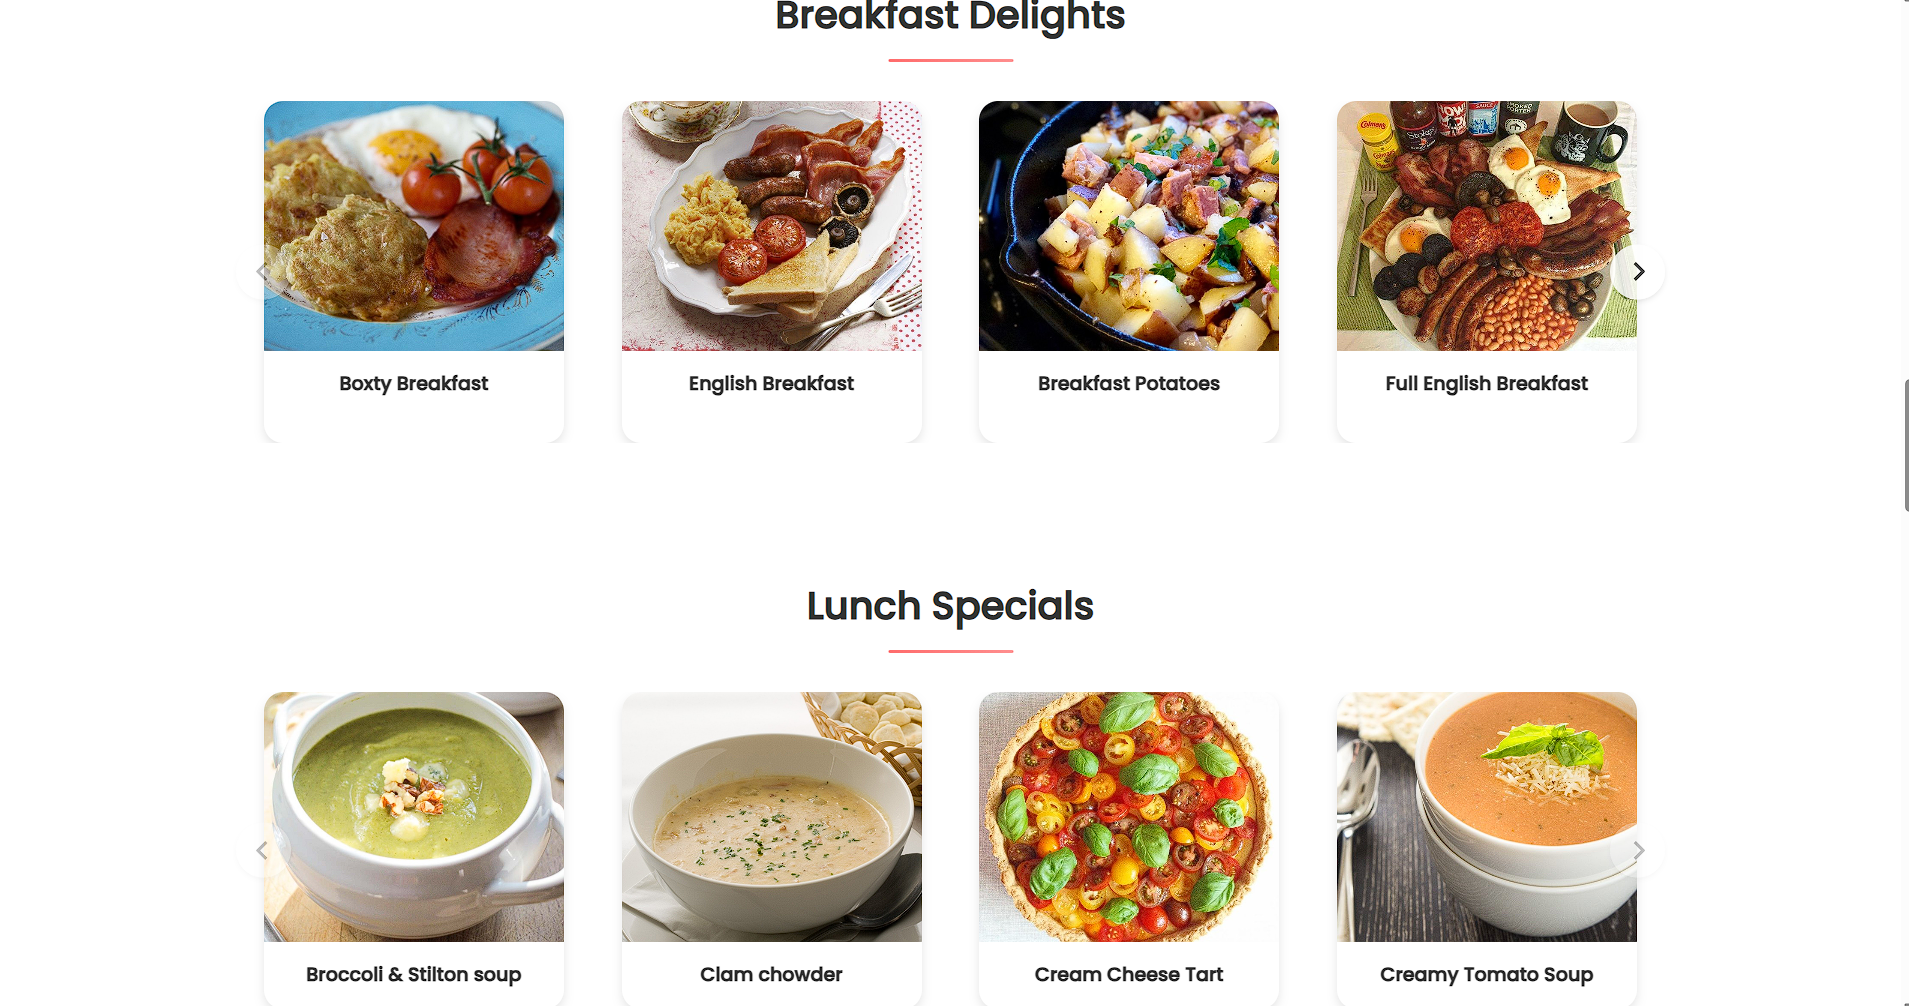 Breakfast Delights
Colman's
Boxty Breakfast
English Breakfast
Breakfast Potatoes
Full English Breakfast
Lunch Specials
Broccoli & Stilton soup
Clam chowder
Cream Cheese Tart
Creamy Tomato Soup